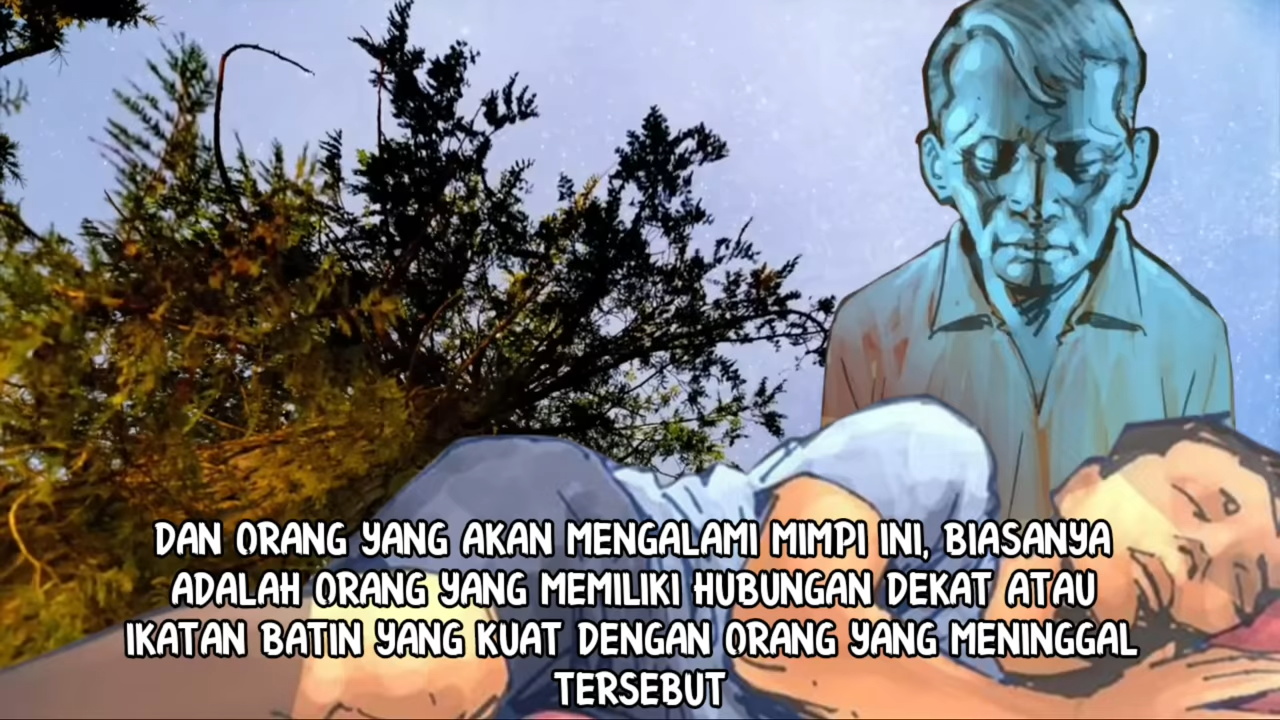 DAN ORANG YANG AKAN MENGALAMI MIMPI INI, BIASANYA
ADALAH ORANG YANG MEMILIKI HUBUNGAN DEKAT ATAU
IKATAN BATIN YANG KUAT DENGAN ORANG YANG MENINGGAL
TERSEBUT